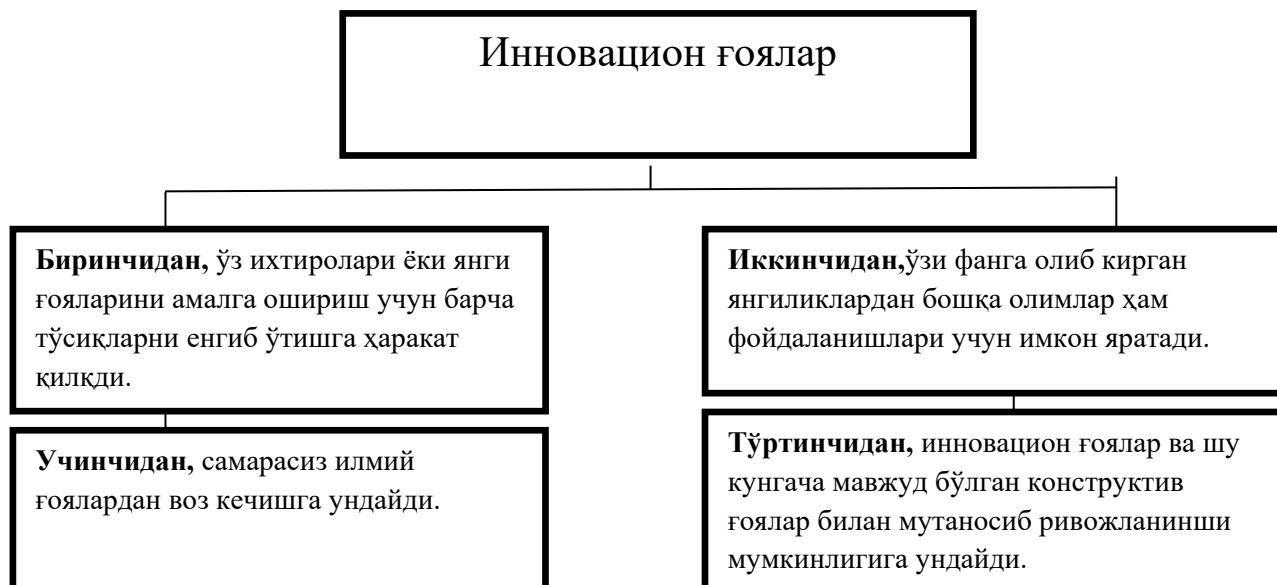 Инновацион ғоялар
Биринчидан, ўз ихтиролари ёки янги
ғояларини амалга ошириш учун барча
тўсиқларни енгиб ўтишга ҳаракат
қилқди.
Иккинчидан,ўзи фанга олиб кирган
янгиликлардан бошқа олимлар ҳам
фойдаланишлари учун имкон яратади.
Учинчидан, самарасиз илмий
ғоялардан воз кечишга ундайди.
Тўртинчидан, инновацион ғоялар ва шу
кунгача мавжуд бўлган конструктив
ғоялар билан мутаносиб ривожланинши
мумкинлигига ундайди.